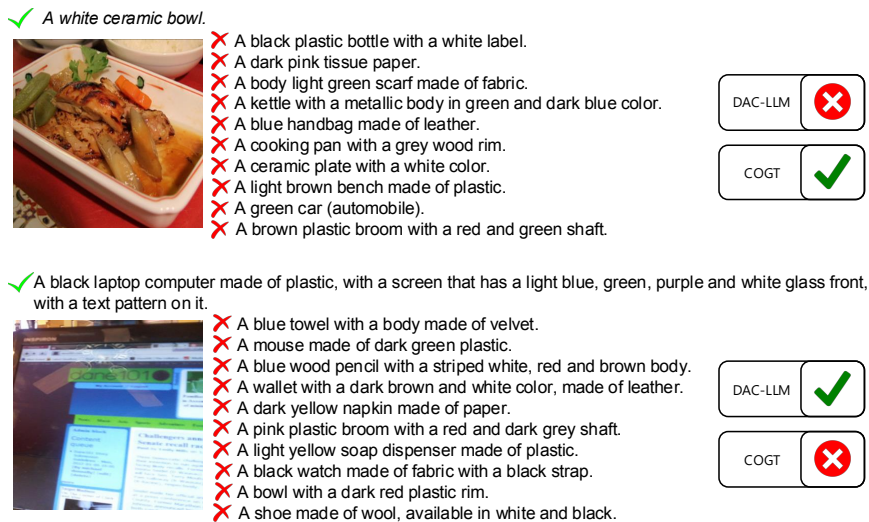 A white ceramic bowl.
A black plastic bottle with a white label.
A dark pink tissue paper.
A body light green scarf made of fabric.
A kettle with a metallic body in green and dark blue color.
A blue handbag made of leather.
A cooking pan with a grey wood rim.
A ceramic plate with a white color.
A light brown bench made of plastic.
A green car (automobile).
A brown plastic broom with a red and green shaft.
DAC-LLM
COGT
A black laptop computer made of plastic, with a screen that has a light blue, green, purple and white glass front,
with a text pattern on it.
INSPIRON
Content
Challengers
Senate recall
A blue towel with a body made of velvet.
A mouse made of dark green plastic.
A blue wood pencil with a striped white, red and brown body.
A wallet with a dark brown and white color, made of leather.
A dark yellow napkin made of paper.
A pink plastic broom with a red and dark grey shaft.
A light yellow soap dispenser made of plastic.
A black watch made of fabric with a black strap.
A bowl with a dark red plastic rim.
A shoe made of wool, available in white and black.
DAC-LLM
COGT